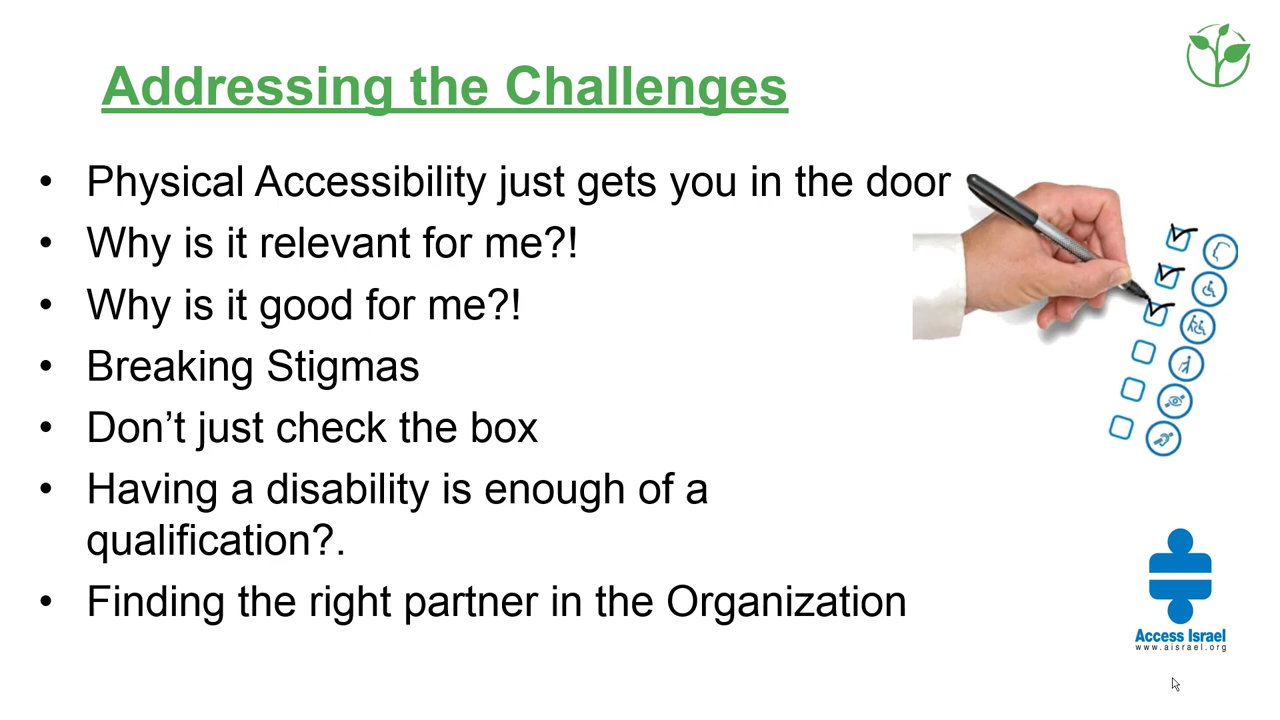 Addressing the Challenges
• Physical Accessibility just gets you in the door
• Why is it relevant for me?!
• Why is it good for me?!
• Breaking Stigmas
• Don’t just check the box
• Having a disability is enough of a
qualification?.
• Finding the right partner in the Organization
Access Israel
www.aisrael.org